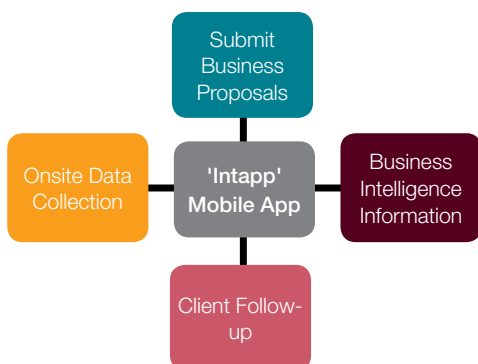 Submit
Business
Proposals
Onsite Data
Collection
'Intapp'
Mobile App
Business
Intelligence
Information
Client Follow-
up